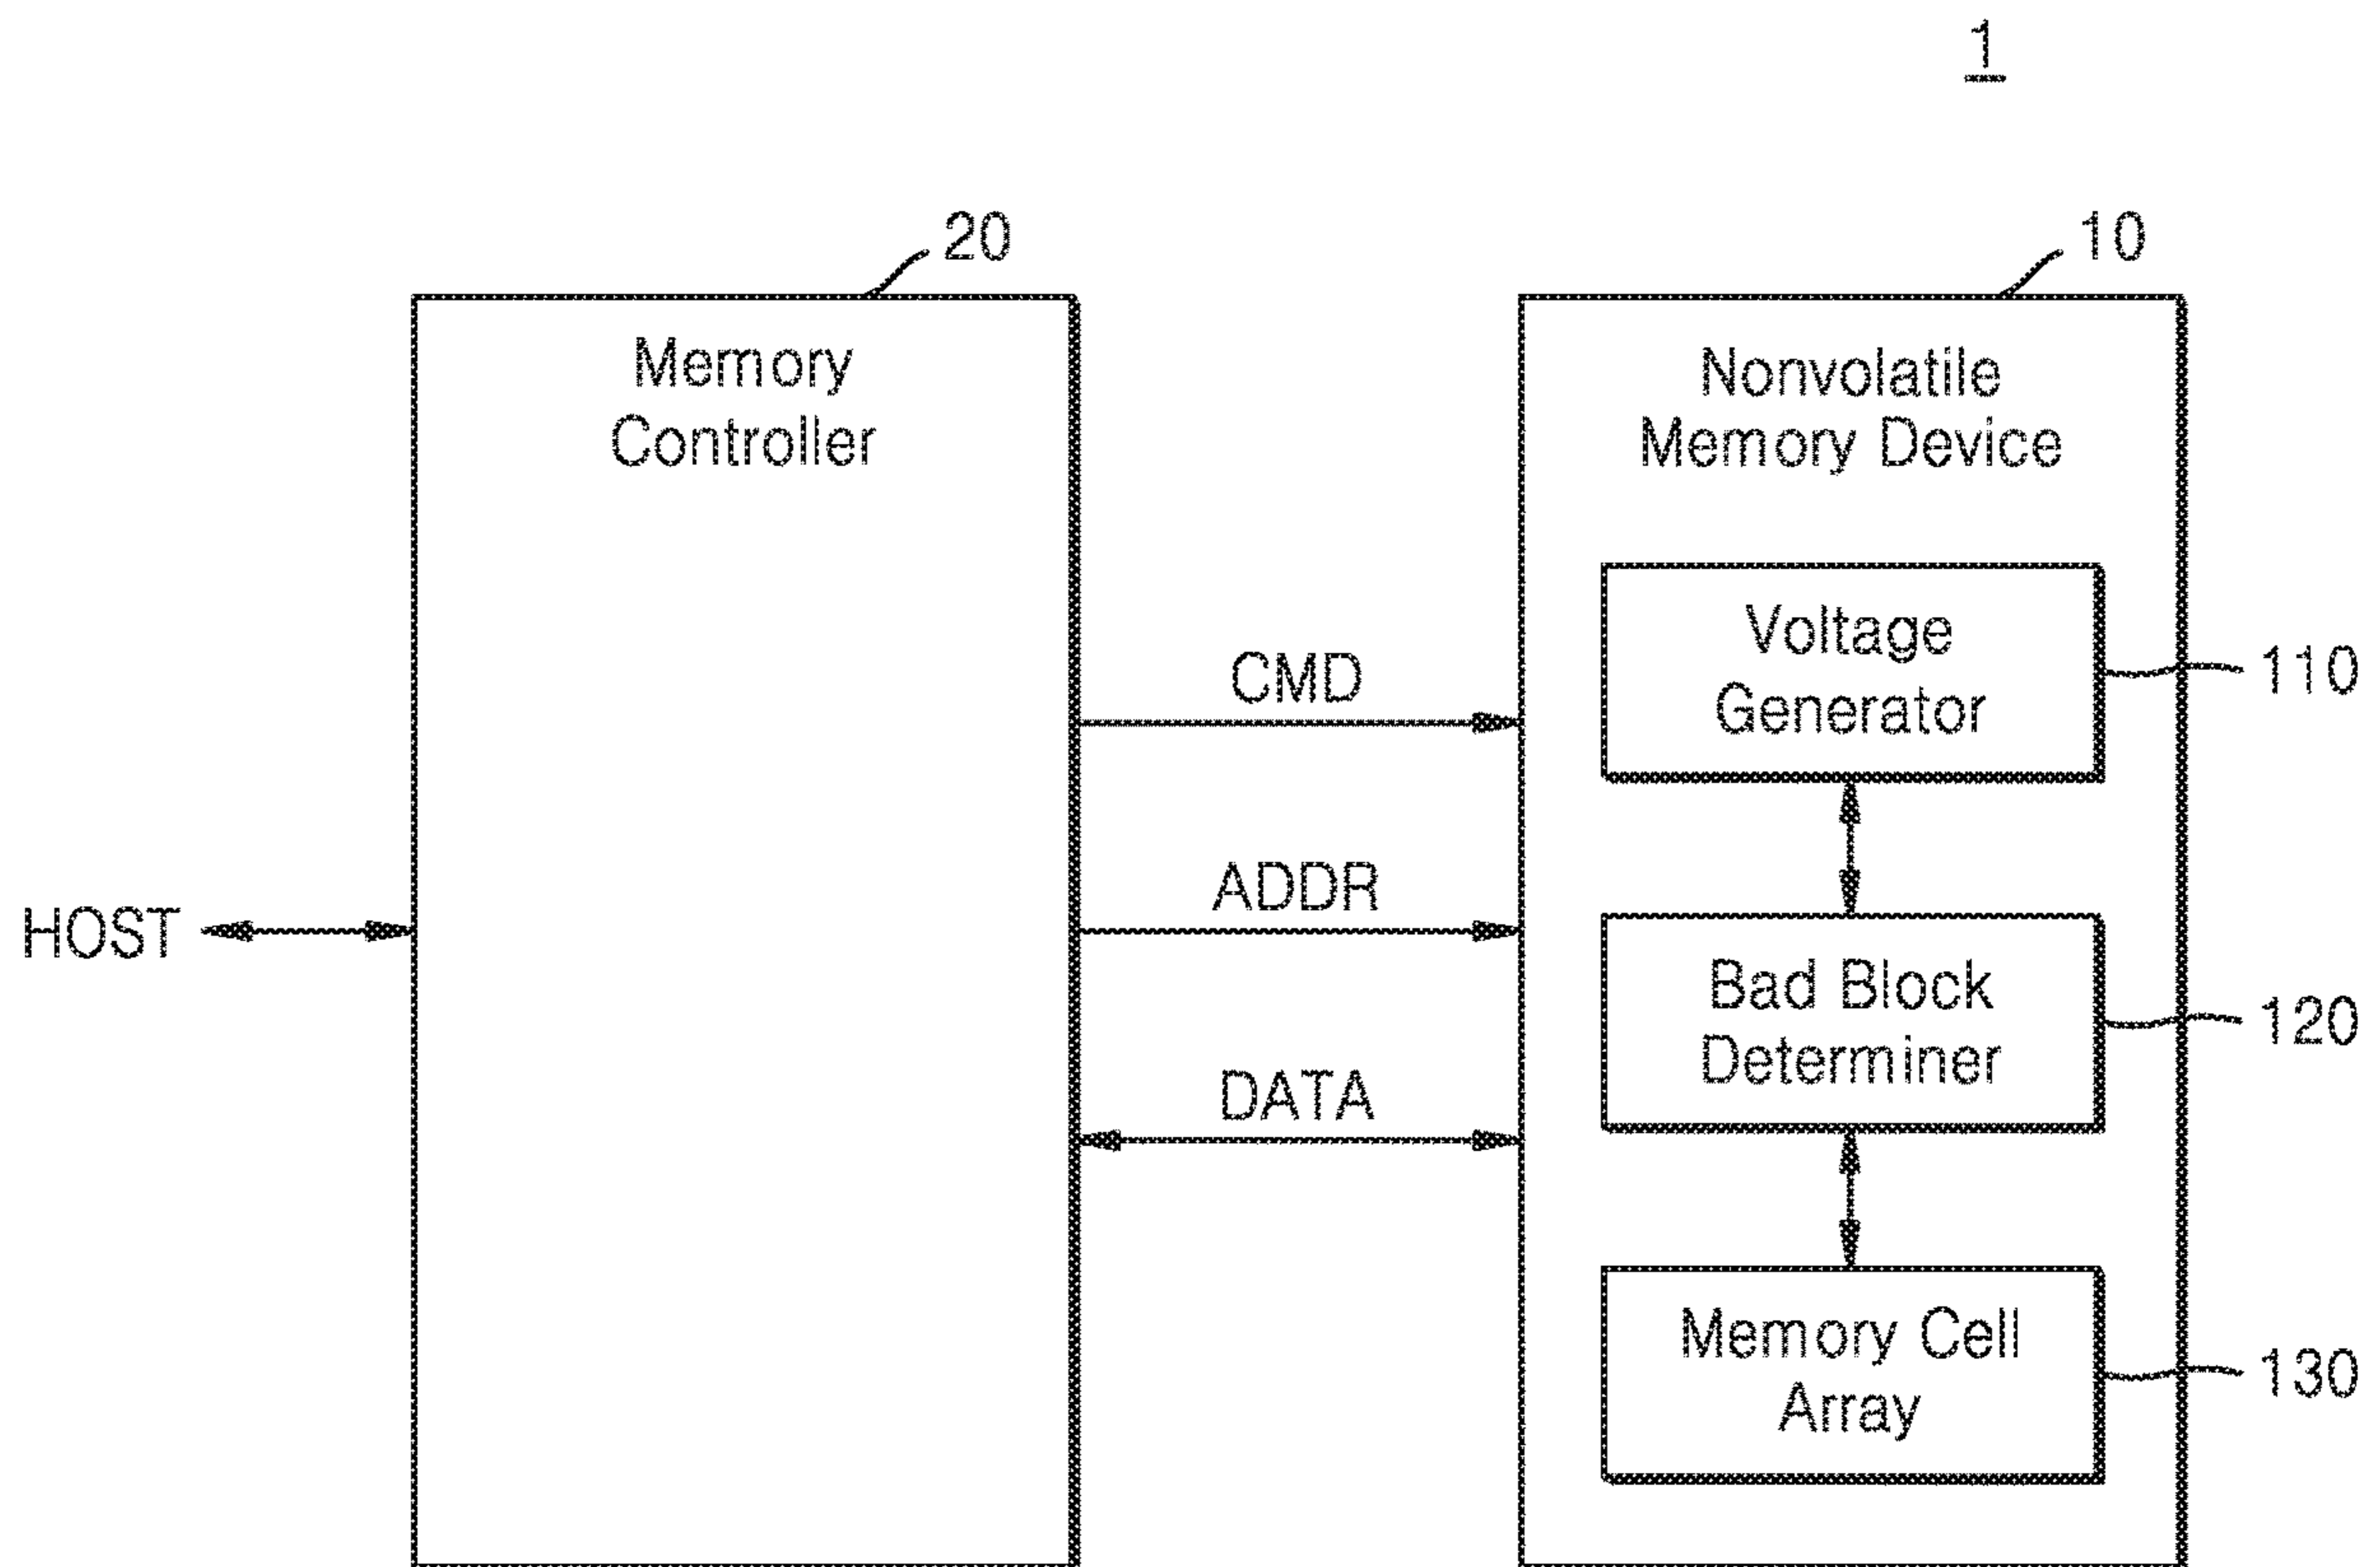 1
20
10
Memory
Controller
Nonvolatile
Memory Device
Voltage
Generator
110
CMD
ADDR
HOST
Bad Block
Determiner
120
DATA
Memory Cell
Array
130